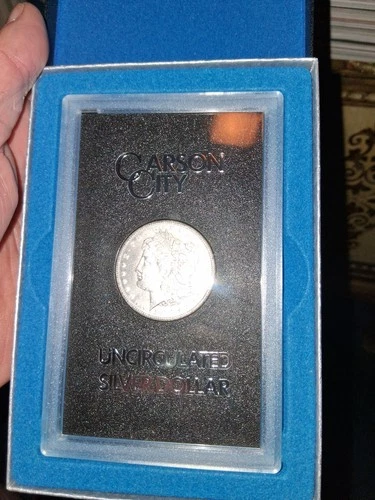 CARSON
CITY
UNCIRCULATED
SILVER DOLLAR